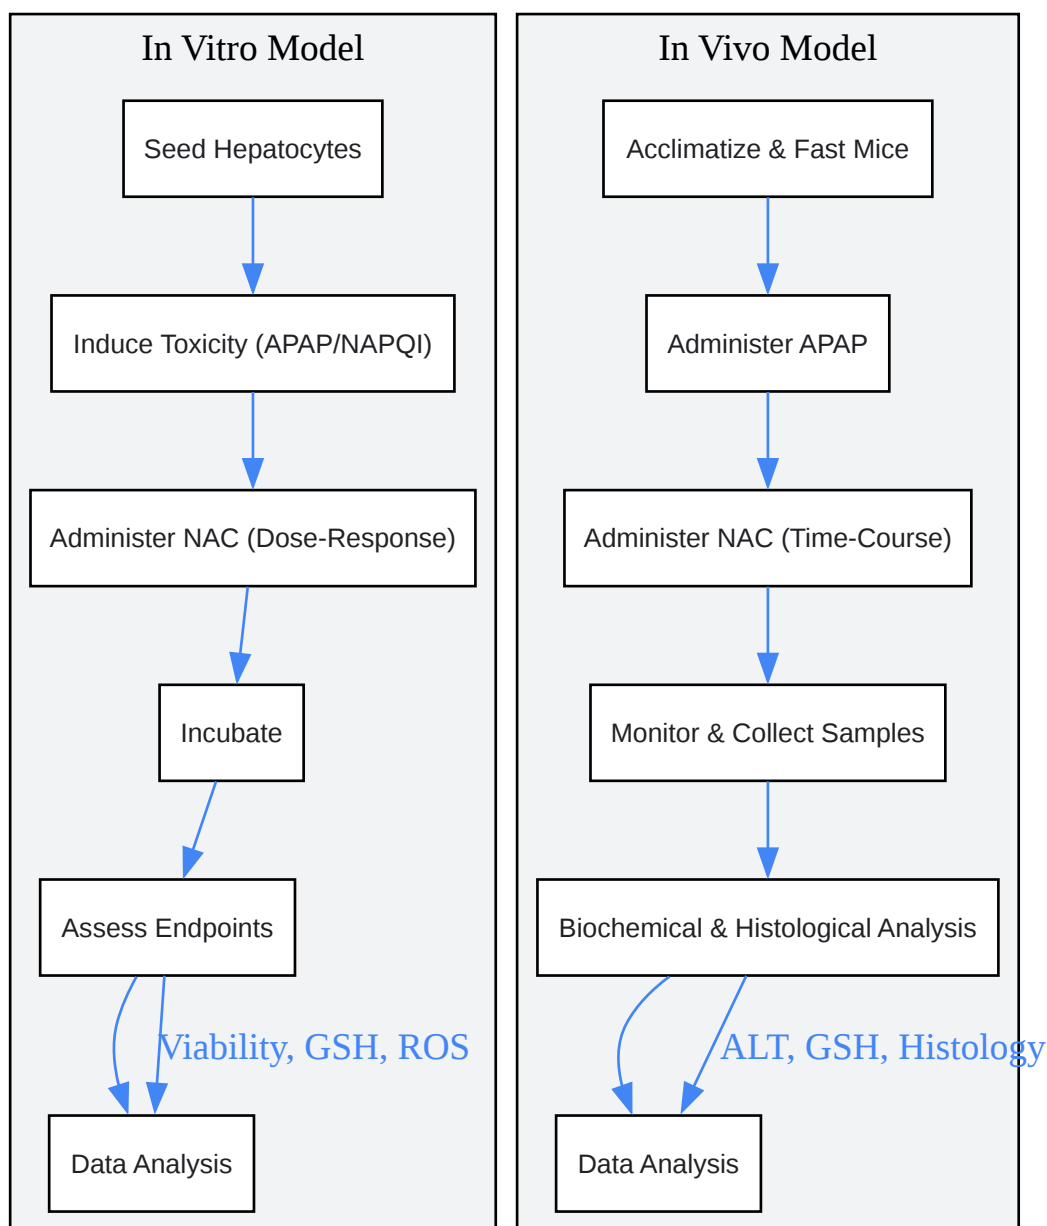 In Vitro Model
Seed Hepatocytes
Induce Toxicity (APAP/NAPQI)
Administer NAC (Dose-Response)
Incubate
Assess Endpoints
Viability, GSH, ROS
Data Analysis
In Vivo Model
Acclimatize & Fast Mice
Administer APAP
Administer NAC (Time-Course)
Monitor & Collect Samples
Biochemical & Histological Analysis
ALT, GSH, Histology
Data Analysis